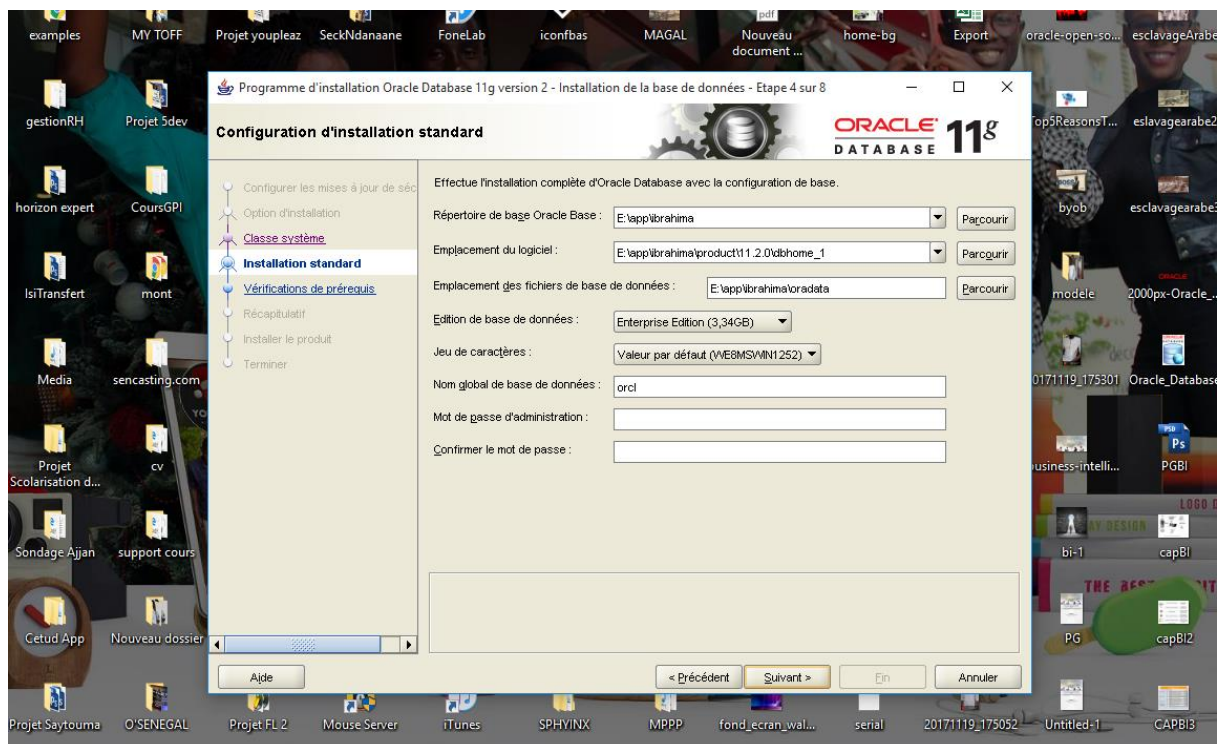 examples MY TOFF Projet youpleaz SeckNdanaane FoneLab iconfbas MAGAL Nouveau document ... home-bg Export oracle-open-so... esclavageArabe
Programme d'installation Oracle Database 11g version 2 - Installation de la base de données - Etape 4 sur 8
gestionRH Projet 5dev
Top5ReasonsT... eslavagearabe2
Configuration d'installation standard
ORACLE DATABASE 11g
Configurer les mises à jour de séc
Option d'installation
Classe système
Installation standard
Vérifications de prérequis
Récapitulatif
Installer le produit
Terminer
Effectue l'installation complète d'Oracle Database avec la configuration de base.
Répertoire de base Oracle Base : E:\app\ibrahima Parcourir
Emplacement du logiciel : E:\app\ibrahima\product\11.2.0\dbhome_1 Parcourir
Emplacement des fichiers de base de données : E:\app\ibrahima\oradata Parcourir
Edition de base de données : Enterprise Edition (3,34GB)
Jeu de caractères : Valeur par défaut (WE8MSWIN1252)
Nom global de base de données : orcl
Mot de passe d'administration :
Confirmer le mot de passe :
horizon expert CoursGPI
byob esclavagearabe3
IsiTransfert mont
modele 2000px-Oracle_...
Media sencasting.com
20171119_175301 Oracle_Database
Projet Scolarisation d... cv
business-intelli... PGBI
Sondage Ajjan support cours
bi-1 capBI
Cetud App Nouveau dossier
PG capBI2
Aide < Précédent Suivant > Fin Annuler
Projet Saytouma O'SENEGAL Projet FL 2 Mouse Server iTunes SPHYINX MPPP fond_ecran_wal... serial 20171119_175052 Untitled-1 CAPBI3